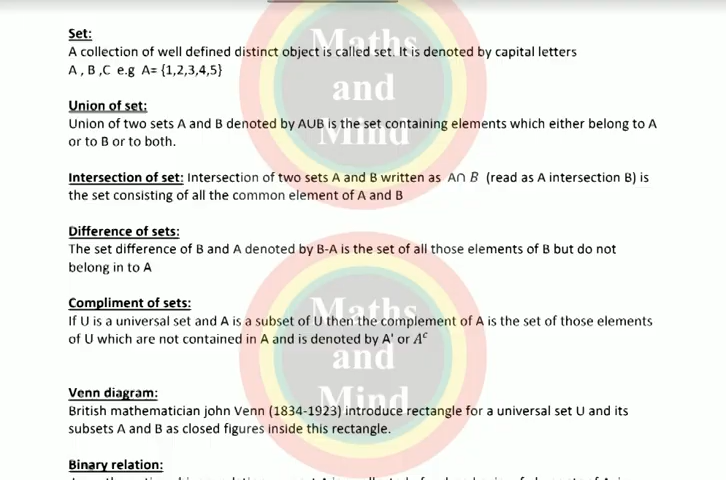 Set:
A collection of well defined distinct object is called set. It is denoted by capital letters
A , B ,C e.g A= {1,2,3,4,5}
Union of set:
Union of two sets A and B denoted by AUB is the set containing elements which either belong to A
or to B or to both.
Intersection of set: Intersection of two sets A and B written as A∩ B (read as A intersection B) is
the set consisting of all the common element of A and B
Difference of sets:
The set difference of B and A denoted by B-A is the set of all those elements of B but do not
belong in to A
Compliment of sets:
If U is a universal set and A is a subset of U then the complement of A is the set of those elements
of U which are not contained in A and is denoted by A' or Aᶜ
Venn diagram:
British mathematician john Venn (1834-1923) introduce rectangle for a universal set U and its
subsets A and B as closed figures inside this rectangle.
Binary relation:
Maths
and
Mind
Maths
and
Mind